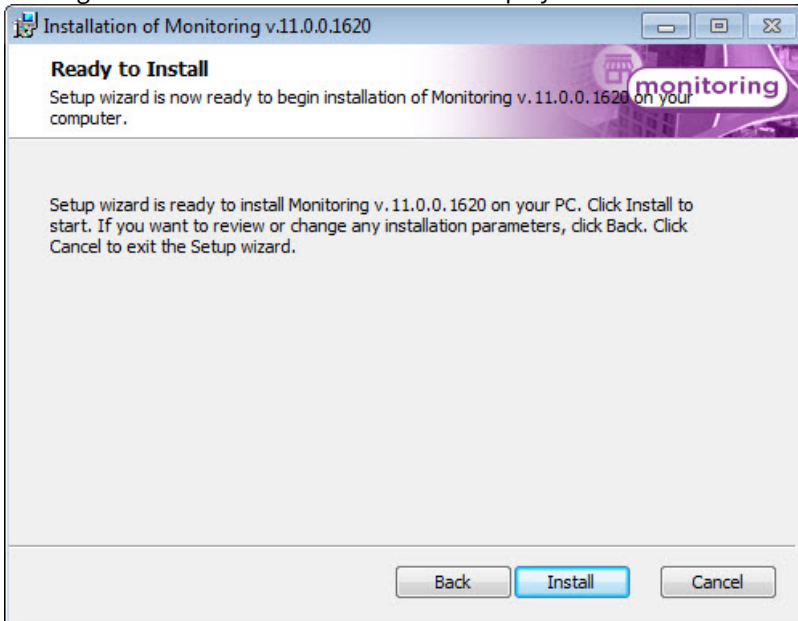 Installation of Monitoring v.11.0.0.1620
Ready to Install
Setup wizard is now ready to begin installation of Monitoring v.11.0.0.1620 on your
computer.
monitoring
Setup wizard is ready to install Monitoring v.11.0.0.1620 on your PC. Click Install to
start. If you want to review or change any installation parameters, click Back. Click
Cancel to exit the Setup wizard.
Back Install Cancel